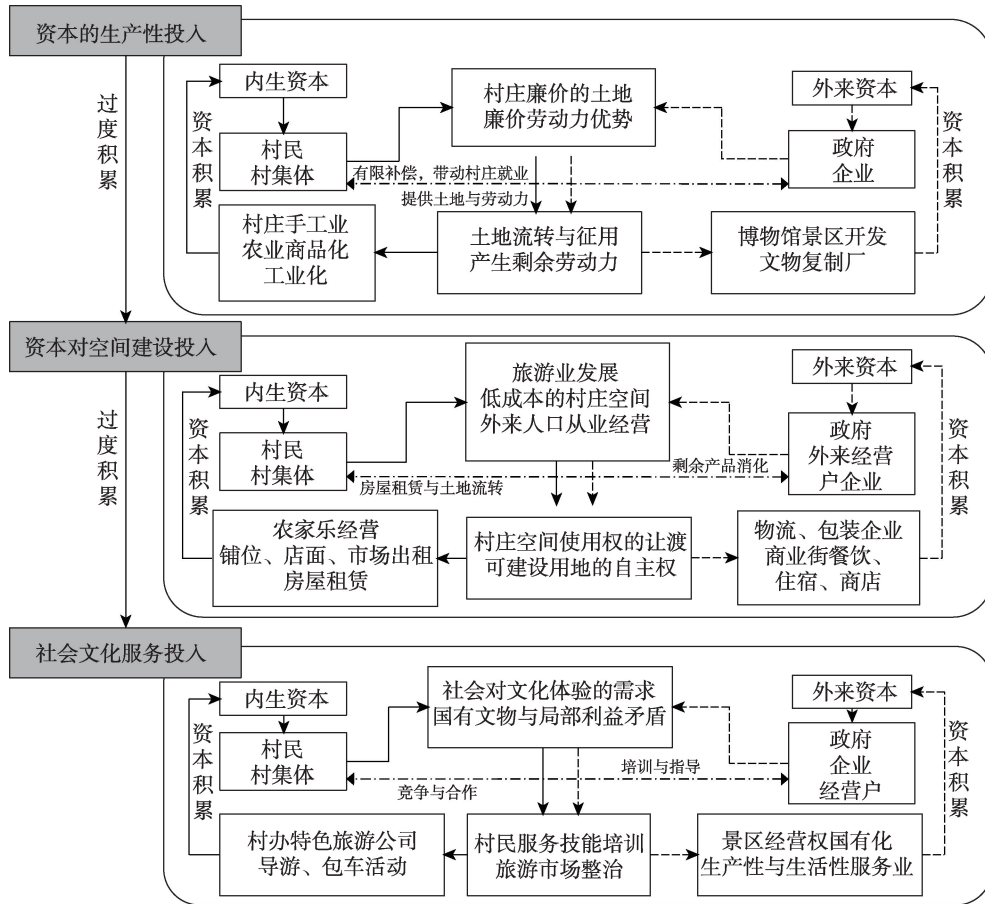 资本的生产性投入
过度积累
资本积累
内生资本
村民
村集体
村庄廉价的土地
廉价劳动力优势
外来资本
政府
企业
资本积累
有限补偿，带动村庄就业
提供土地与劳动力
村庄手工业
农业商品化
工业化
土地流转与征用
产生剩余劳动力
博物馆景区开发
文物复制厂
资本对空间建设投入
过度积累
资本积累
内生资本
村民
村集体
旅游业发展
低成本的村庄空间
外来人口从业经营
外来资本
政府
外来经营
户企业
资本积累
剩余产品消化
房屋租赁与土地流转
农家乐经营
铺位、店面、市场出租
房屋租赁
村庄空间使用权的让渡
可建设用地的自主权
物流、包装企业
商业街餐饮、
住宿、商店
社会文化服务投入
资本积累
内生资本
村民
村集体
社会对文化体验的需求
国有文物与局部利益矛盾
外来资本
政府
企业
经营户
资本积累
培训与指导
竞争与合作
村办特色旅游公司
导游、包车活动
村民服务技能培训
旅游市场整治
景区经营权国有化
生产性与生活性服务业